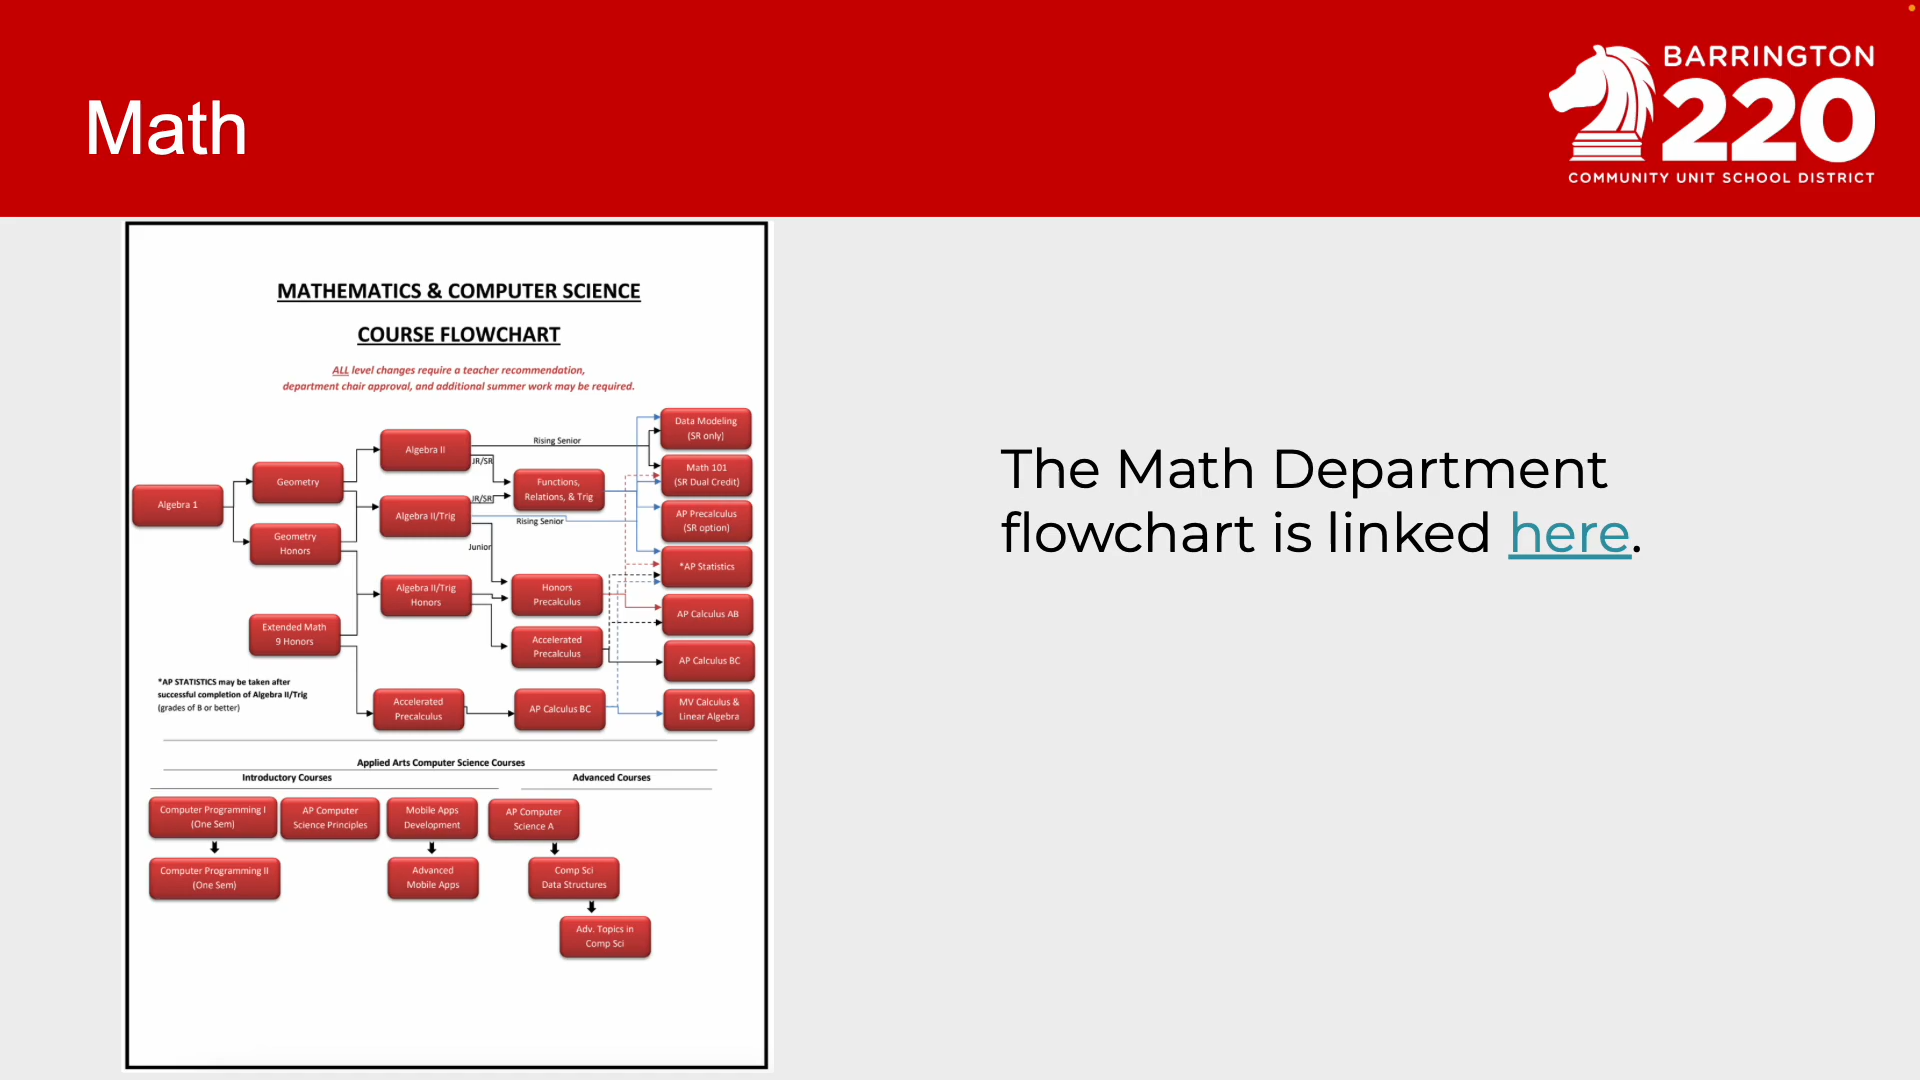 Math
BARRINGTON
220
COMMUNITY UNIT SCHOOL DISTRICT
MATHEMATICS & COMPUTER SCIENCE
COURSE FLOWCHART
ALL level changes require a teacher recommendation,
department chair approval, and additional summer work may be required.
Algebra 1
Geometry
Geometry
Honors
Extended Math
9 Honors
Algebra II
Algebra II/Trig
Algebra II/Trig
Honors
Accelerated
Precalculus
Rising Senior
JR/SR
JR/SR
Rising Senior
Junior
Functions,
Relations, & Trig
Honors
Precalculus
Accelerated
Precalculus
AP Calculus BC
Data Modeling
(SR only)
Math 101
(SR Dual Credit)
AP Precalculus
(SR option)
*AP Statistics
AP Calculus AB
AP Calculus BC
MV Calculus &
Linear Algebra
*AP STATISTICS may be taken after
successful completion of Algebra II/Trig
(grades of B or better)
Applied Arts Computer Science Courses
Introductory Courses
Advanced Courses
Computer Programming I
(One Sem)
AP Computer
Science Principles
Mobile Apps
Development
AP Computer
Science A
Computer Programming II
(One Sem)
Advanced
Mobile Apps
Comp Sci
Data Structures
Adv. Topics in
Comp Sci
The Math Department
flowchart is linked here.